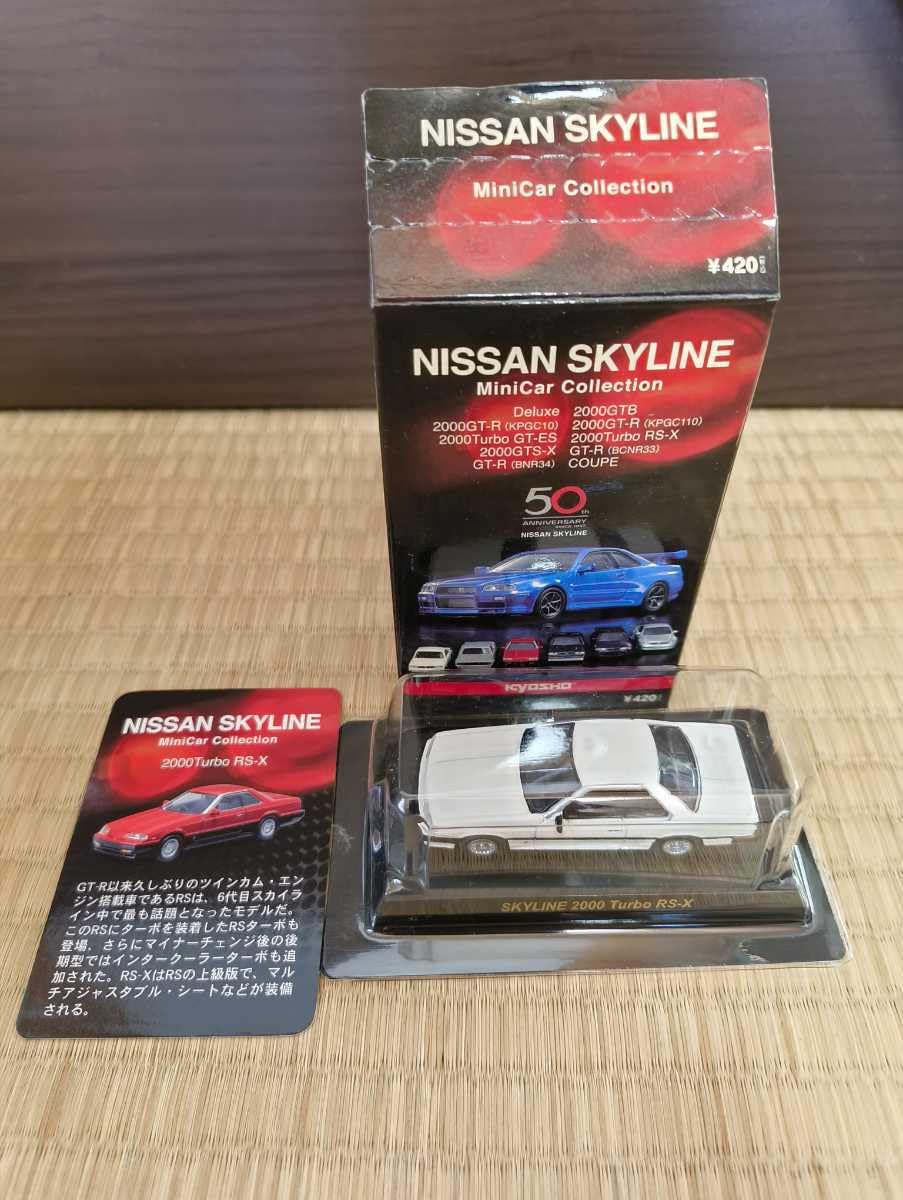 NISSAN SKYLINE
MiniCar Collection
¥420
NISSAN SKYLINE
MiniCar Collection
Deluxe 2000GTB
2000GT-R (KPGC10) 2000GT-R (KPGC110)
2000Turbo GT-ES 2000Turbo RS-X
2000GTS-X GT-R (BCNR33)
GT-R (BNR34) COUPE
50th
ANNIVERSARY
SINCE 1957
NISSAN SKYLINE
KYOSHO
¥420
NISSAN SKYLINE
MiniCar Collection
2000Turbo RS-X
GT-R以来久しぶりのツインカム・エン
ジン搭載車であるRSは、6代目スカイラ
イン中で最も話題となったモデルだ。
このRSにターボを装着したRSターボも
登場、さらにマイナーチェンジ後の後
期型ではインタークーラーターボも追
加された。RS-XはRSの上級版で、マル
チアジャスタブル・シートなどが装備
される。
SKYLINE 2000 Turbo RS-X